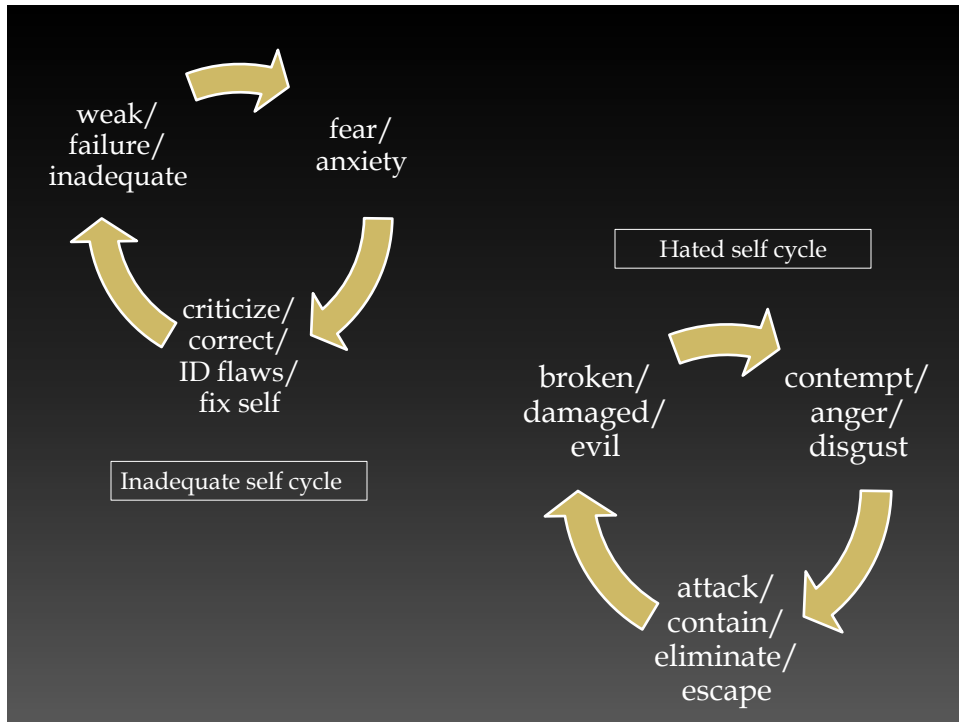 weak/
failure/
inadequate
fear/
anxiety
criticize/
correct/
ID flaws/
fix self
Inadequate self cycle
Hated self cycle
broken/
damaged/
evil
contempt/
anger/
disgust
attack/
contain/
eliminate/
escape